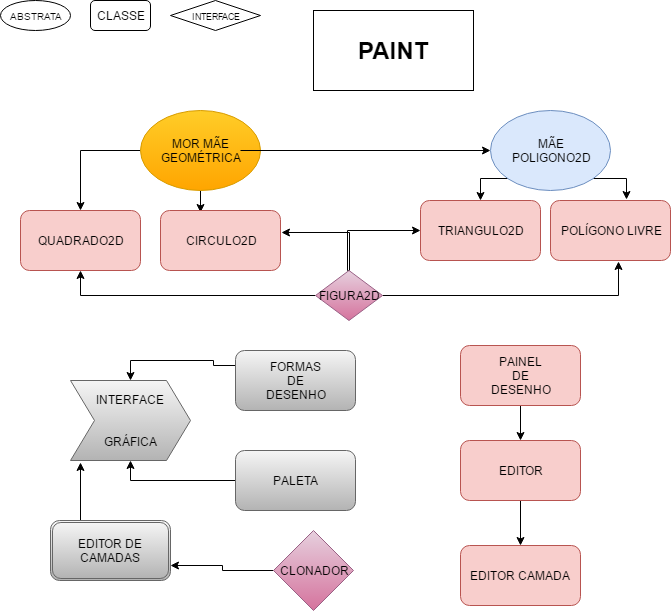 ABSTRATA
CLASSE
INTERFACE
PAINT
MOR MÃE
GEOMÉTRICA
MÃE
POLIGONO2D
QUADRADO2D
CIRCULO2D
TRIANGULO2D
POLÍGONO LIVRE
FIGURA2D
FORMAS
DE
DESENHO
INTERFACE
GRÁFICA
PALETA
EDITOR DE
CAMADAS
CLONADOR
PAINEL
DE
DESENHO
EDITOR
EDITOR CAMADA